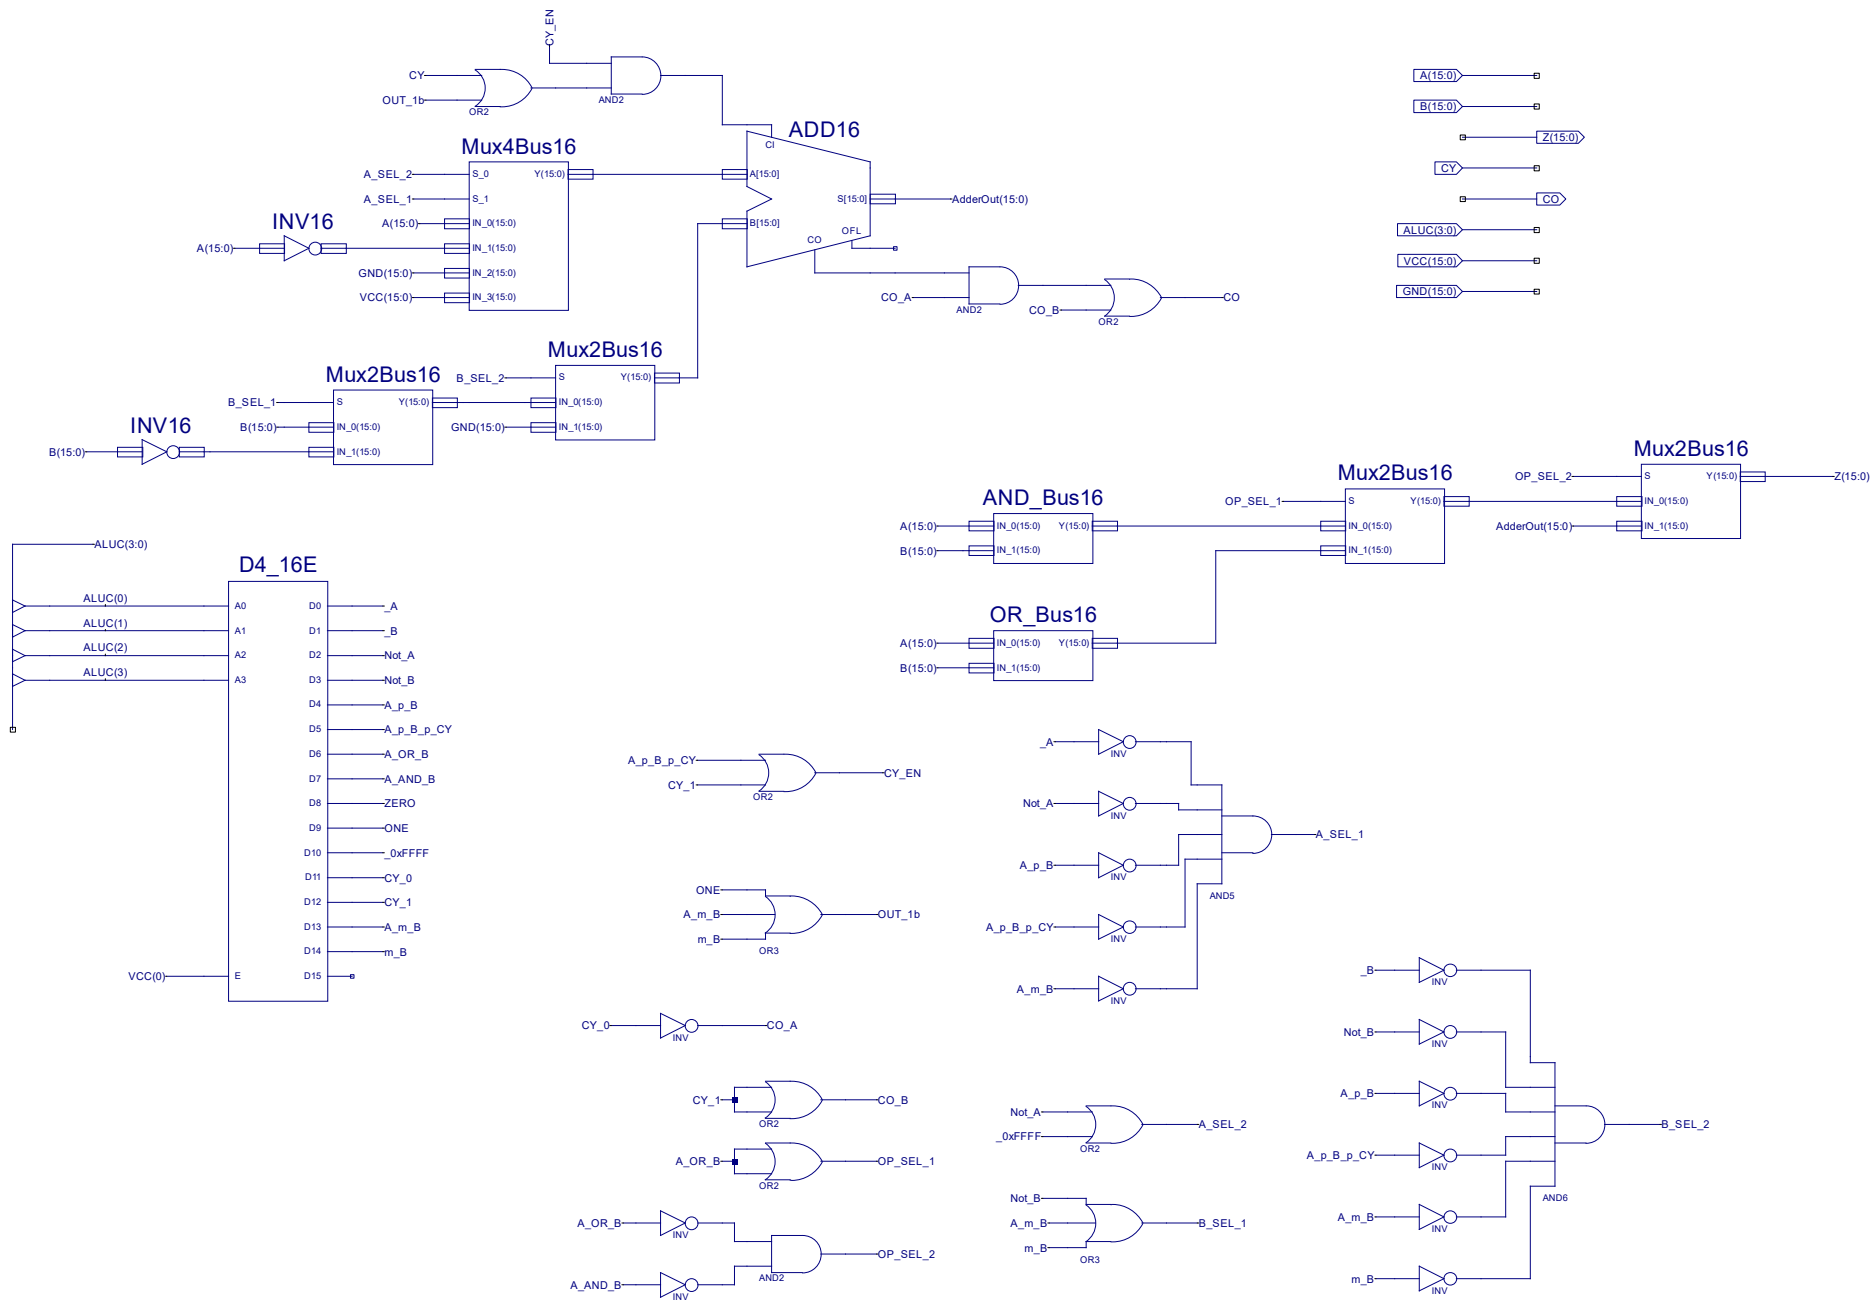 CY_EN
CY
OUT_1b
OR2
AND2
ADD16
CI
A[15:0]
B[15:0]
S[15:0]
CO
OFL
AdderOut(15:0)
Mux4Bus16
A_SEL_2
A_SEL_1
A(15:0)
GND(15:0)
VCC(15:0)
S_0
S_1
IN_0(15:0)
IN_1(15:0)
IN_2(15:0)
IN_3(15:0)
Y(15:0)
INV16
A(15:0)
CO_A
AND2
CO_B
OR2
CO
A(15:0)
B(15:0)
Z(15:0)
CY
CO
ALUC(3:0)
VCC(15:0)
GND(15:0)
Mux2Bus16
B_SEL_2
GND(15:0)
S
IN_0(15:0)
IN_1(15:0)
Y(15:0)
Mux2Bus16
B_SEL_1
B(15:0)
S
IN_0(15:0)
IN_1(15:0)
Y(15:0)
INV16
B(15:0)
AND_Bus16
A(15:0)
B(15:0)
IN_0(15:0)
IN_1(15:0)
Y(15:0)
Mux2Bus16
OP_SEL_1
S
IN_0(15:0)
IN_1(15:0)
Y(15:0)
Mux2Bus16
OP_SEL_2
AdderOut(15:0)
S
IN_0(15:0)
IN_1(15:0)
Y(15:0)
Z(15:0)
OR_Bus16
A(15:0)
B(15:0)
IN_0(15:0)
IN_1(15:0)
Y(15:0)
ALUC(3:0)
D4_16E
ALUC(0)
ALUC(1)
ALUC(2)
ALUC(3)
VCC(0)
A0
A1
A2
A3
E
D0 _A
D1 _B
D2 Not_A
D3 Not_B
D4 A_p_B
D5 A_p_B_p_CY
D6 A_OR_B
D7 A_AND_B
D8 ZERO
D9 ONE
D10 _0xFFFF
D11 CY_0
D12 CY_1
D13 A_m_B
D14 m_B
D15
A_p_B_p_CY
CY_1
OR2
CY_EN
ONE
A_m_B
m_B
OR3
OUT_1b
CY_0
INV
CO_A
CY_1
OR2
CO_B
A_OR_B
OR2
OP_SEL_1
A_OR_B
INV
A_AND_B
INV
AND2
OP_SEL_2
_A
INV
Not_A
INV
A_p_B
INV
A_p_B_p_CY
INV
A_m_B
INV
AND5
A_SEL_1
Not_A
_0xFFFF
OR2
A_SEL_2
Not_B
A_m_B
m_B
OR3
B_SEL_1
_B
INV
Not_B
INV
A_p_B
INV
A_p_B_p_CY
INV
A_m_B
INV
m_B
INV
AND6
B_SEL_2